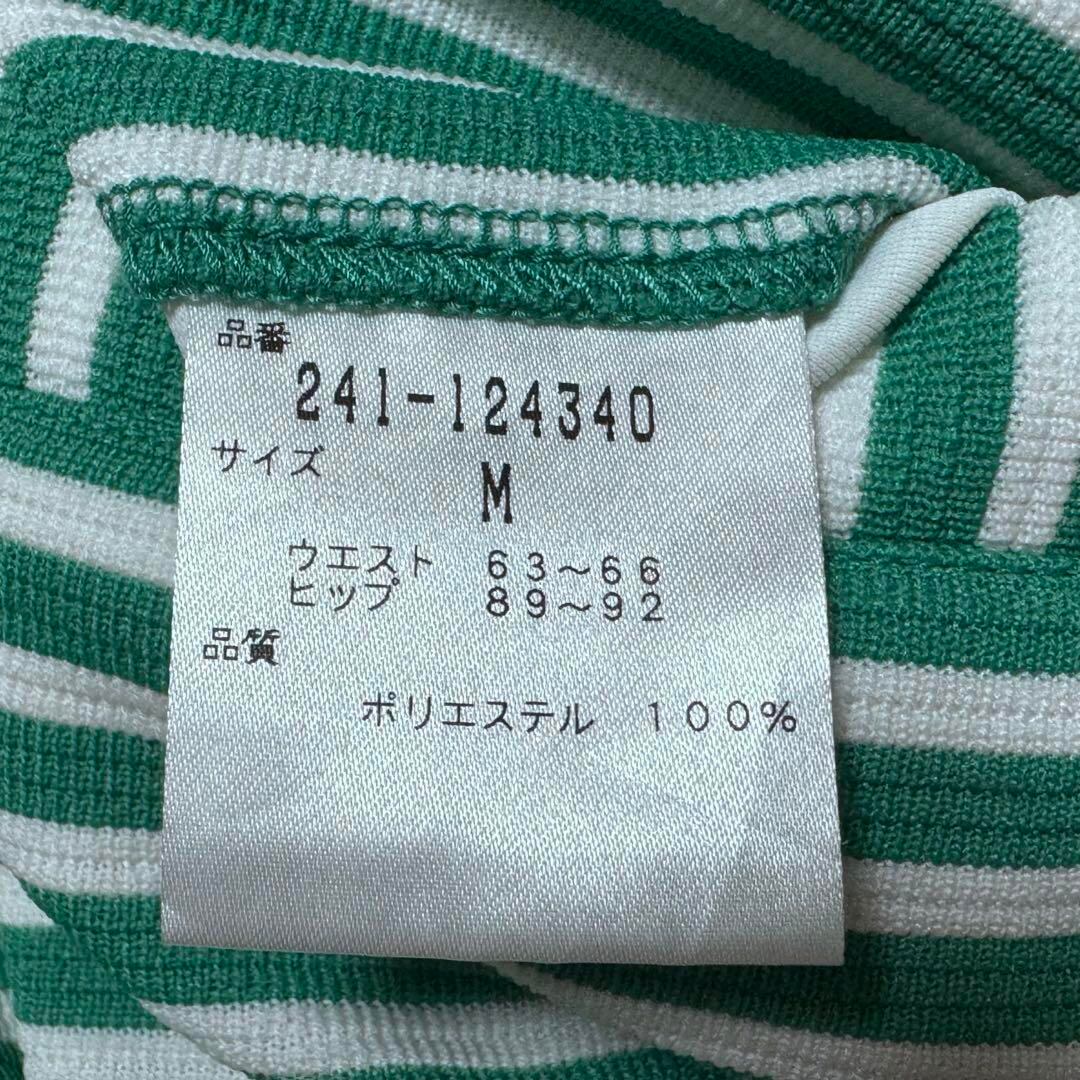 品番
241-124340
サイズ
M
ウエスト 63～66
ヒップ 89～92
品質
ポリエステル 100%